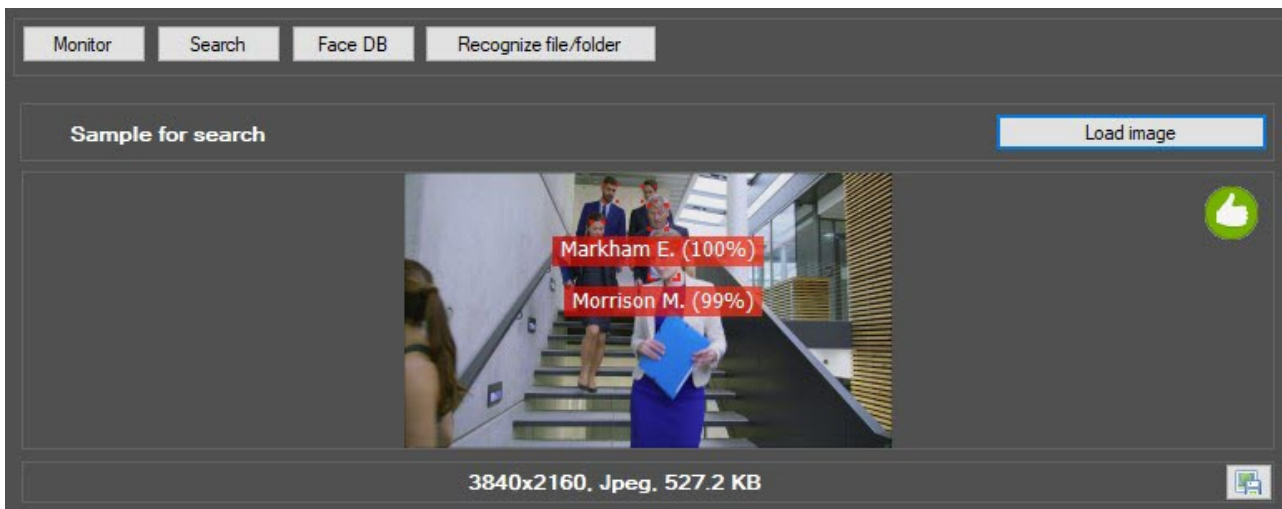 Monitor Search Face DB Recognize file/folder
Sample for search Load image
Markham E. (100%)
Morrison M. (99%)
3840x2160, Jpeg, 527.2 KB